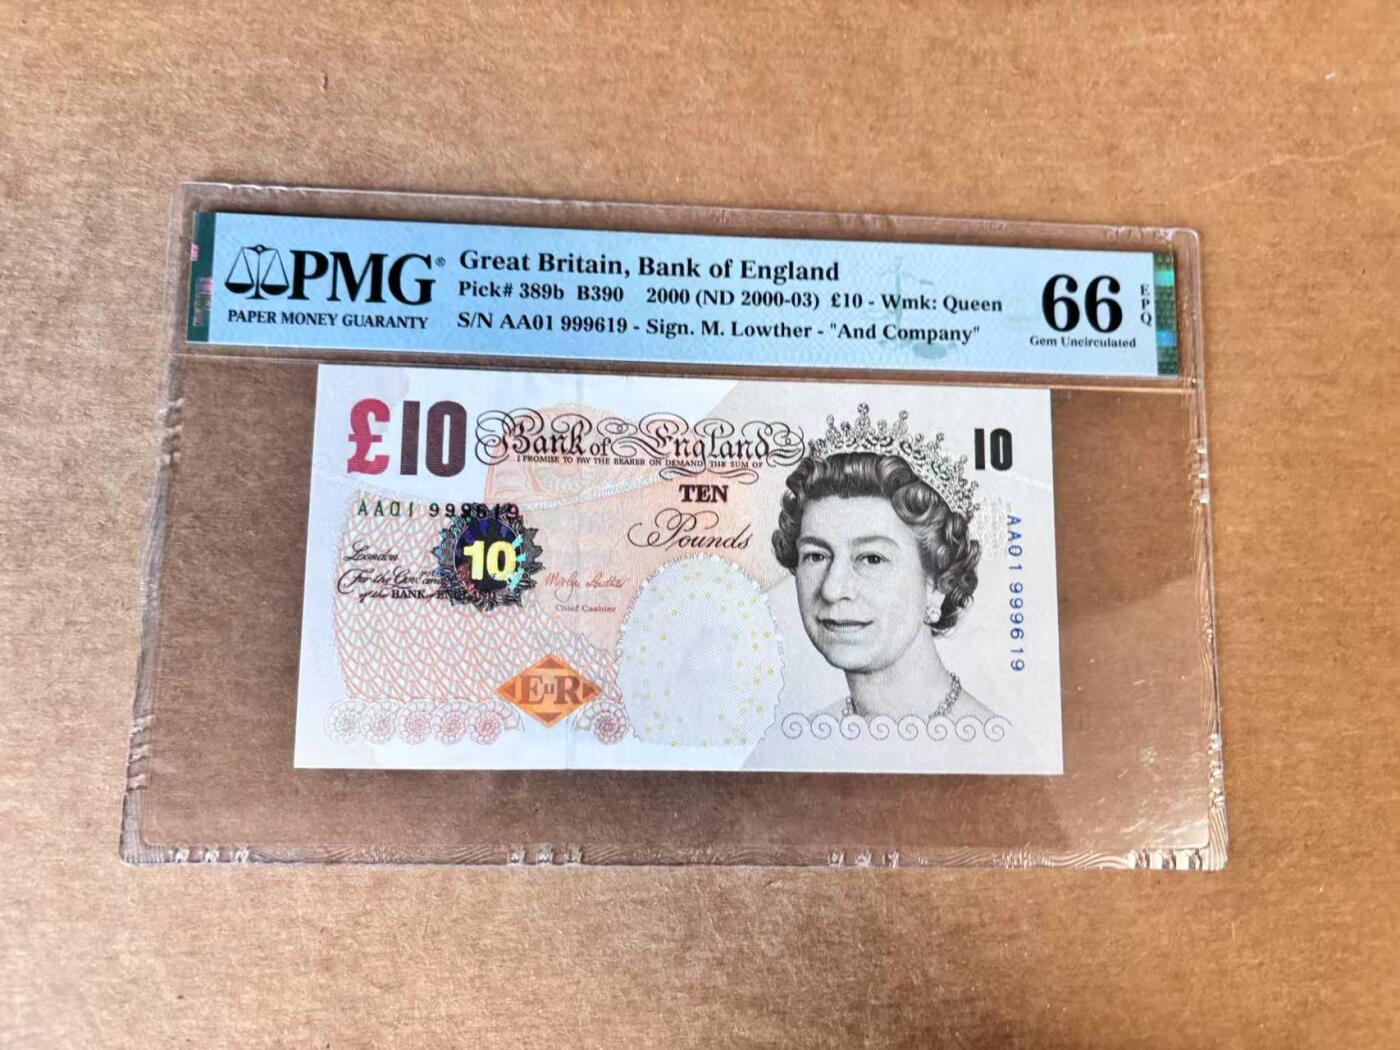 PMG®
PAPER MONEY GUARANTY
Great Britain, Bank of England
Pick# 389b B390 2000 (ND 2000-03) £10 - Wmk: Queen
S/N AA01 999619 - Sign. M. Lowther - "And Company"
66
EPQ
Gem Uncirculated
£10
Bank of England
I PROMISE TO PAY THE BEARER ON DEMAND THE SUM OF
TEN
Pounds
10
AA01 999619
London
For the Govr. and
of the BANK of ENGLAND
10
Chief Cashier
EIIR
AA01 999619